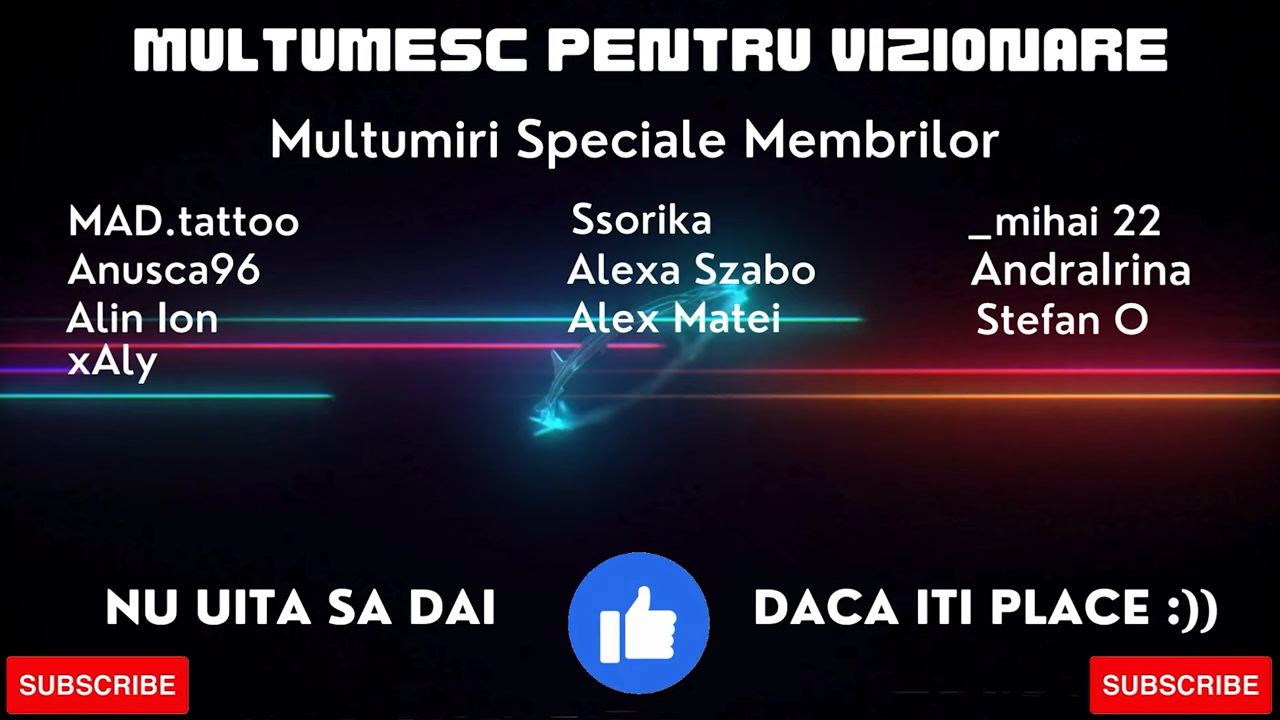 MULTUMESC PENTRU VIZIONARE
Multumiri Speciale Membrilor
MAD.tattoo
Anusca96
Alin Ion
xAly
Ssorika
Alexa Szabo
Alex Matei
_mihai 22
AndraIrina
Stefan O
NU UITA SA DAI
DACA ITI PLACE :))
SUBSCRIBE
SUBSCRIBE